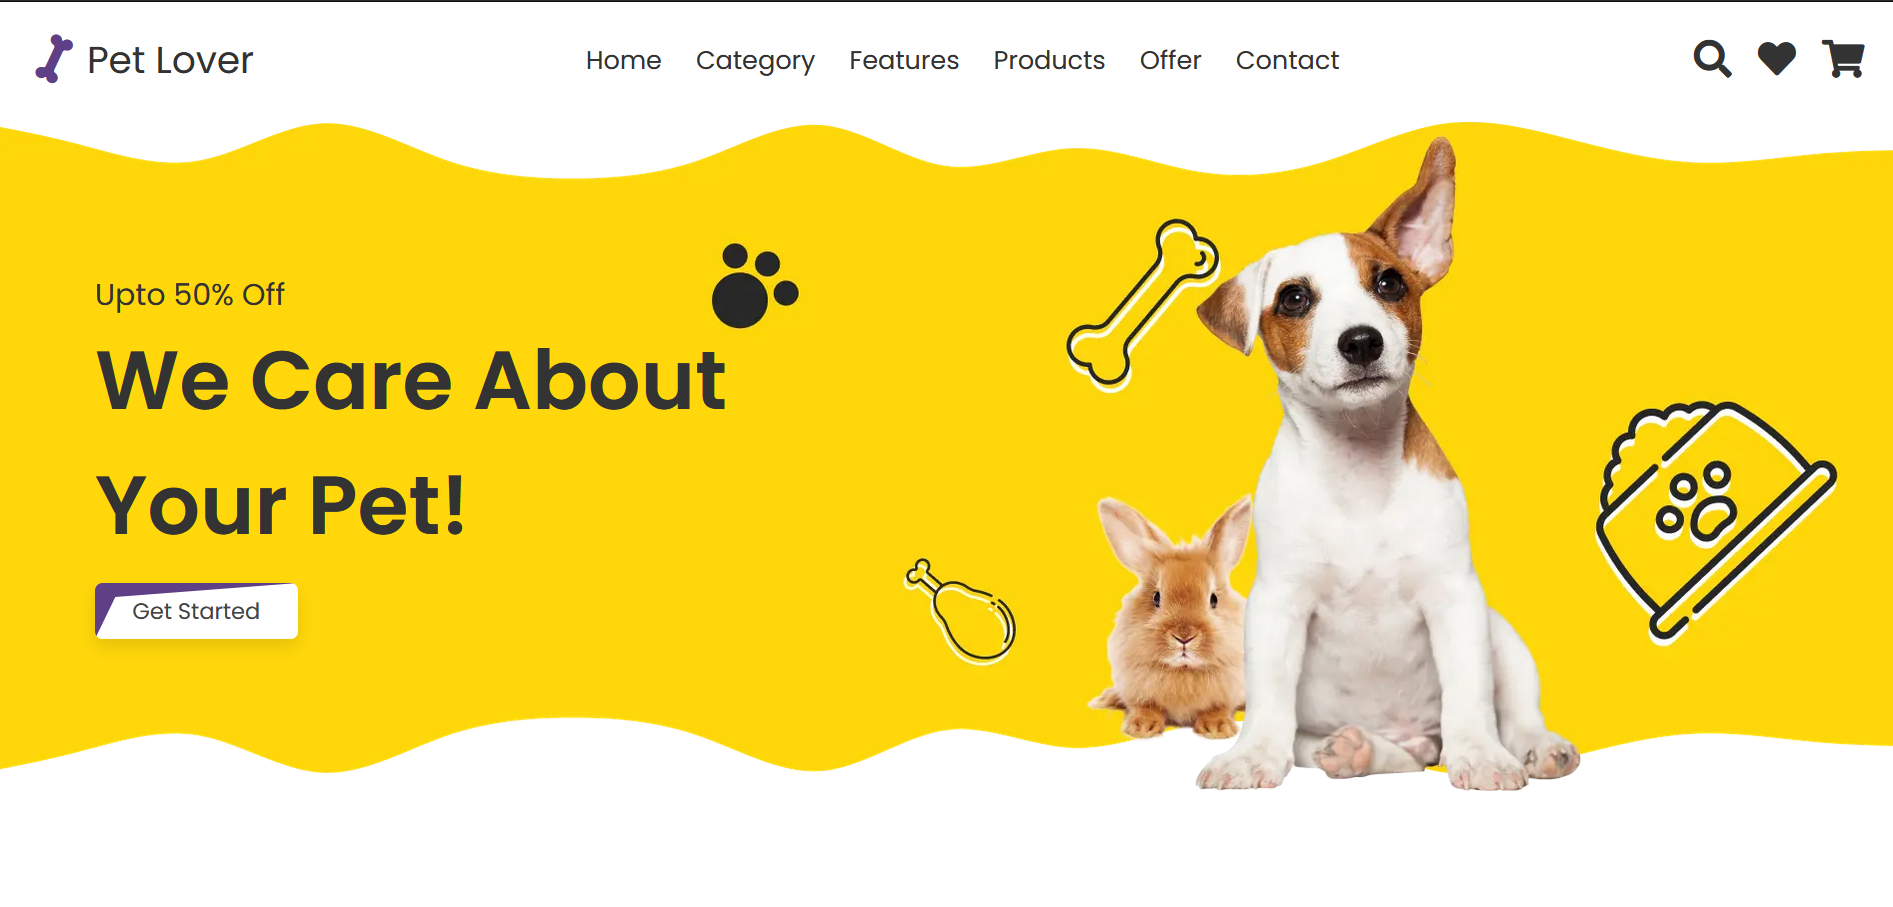 Pet Lover
Home Category Features Products Offer Contact
Upto 50% Off
We Care About
Your Pet!
Get Started